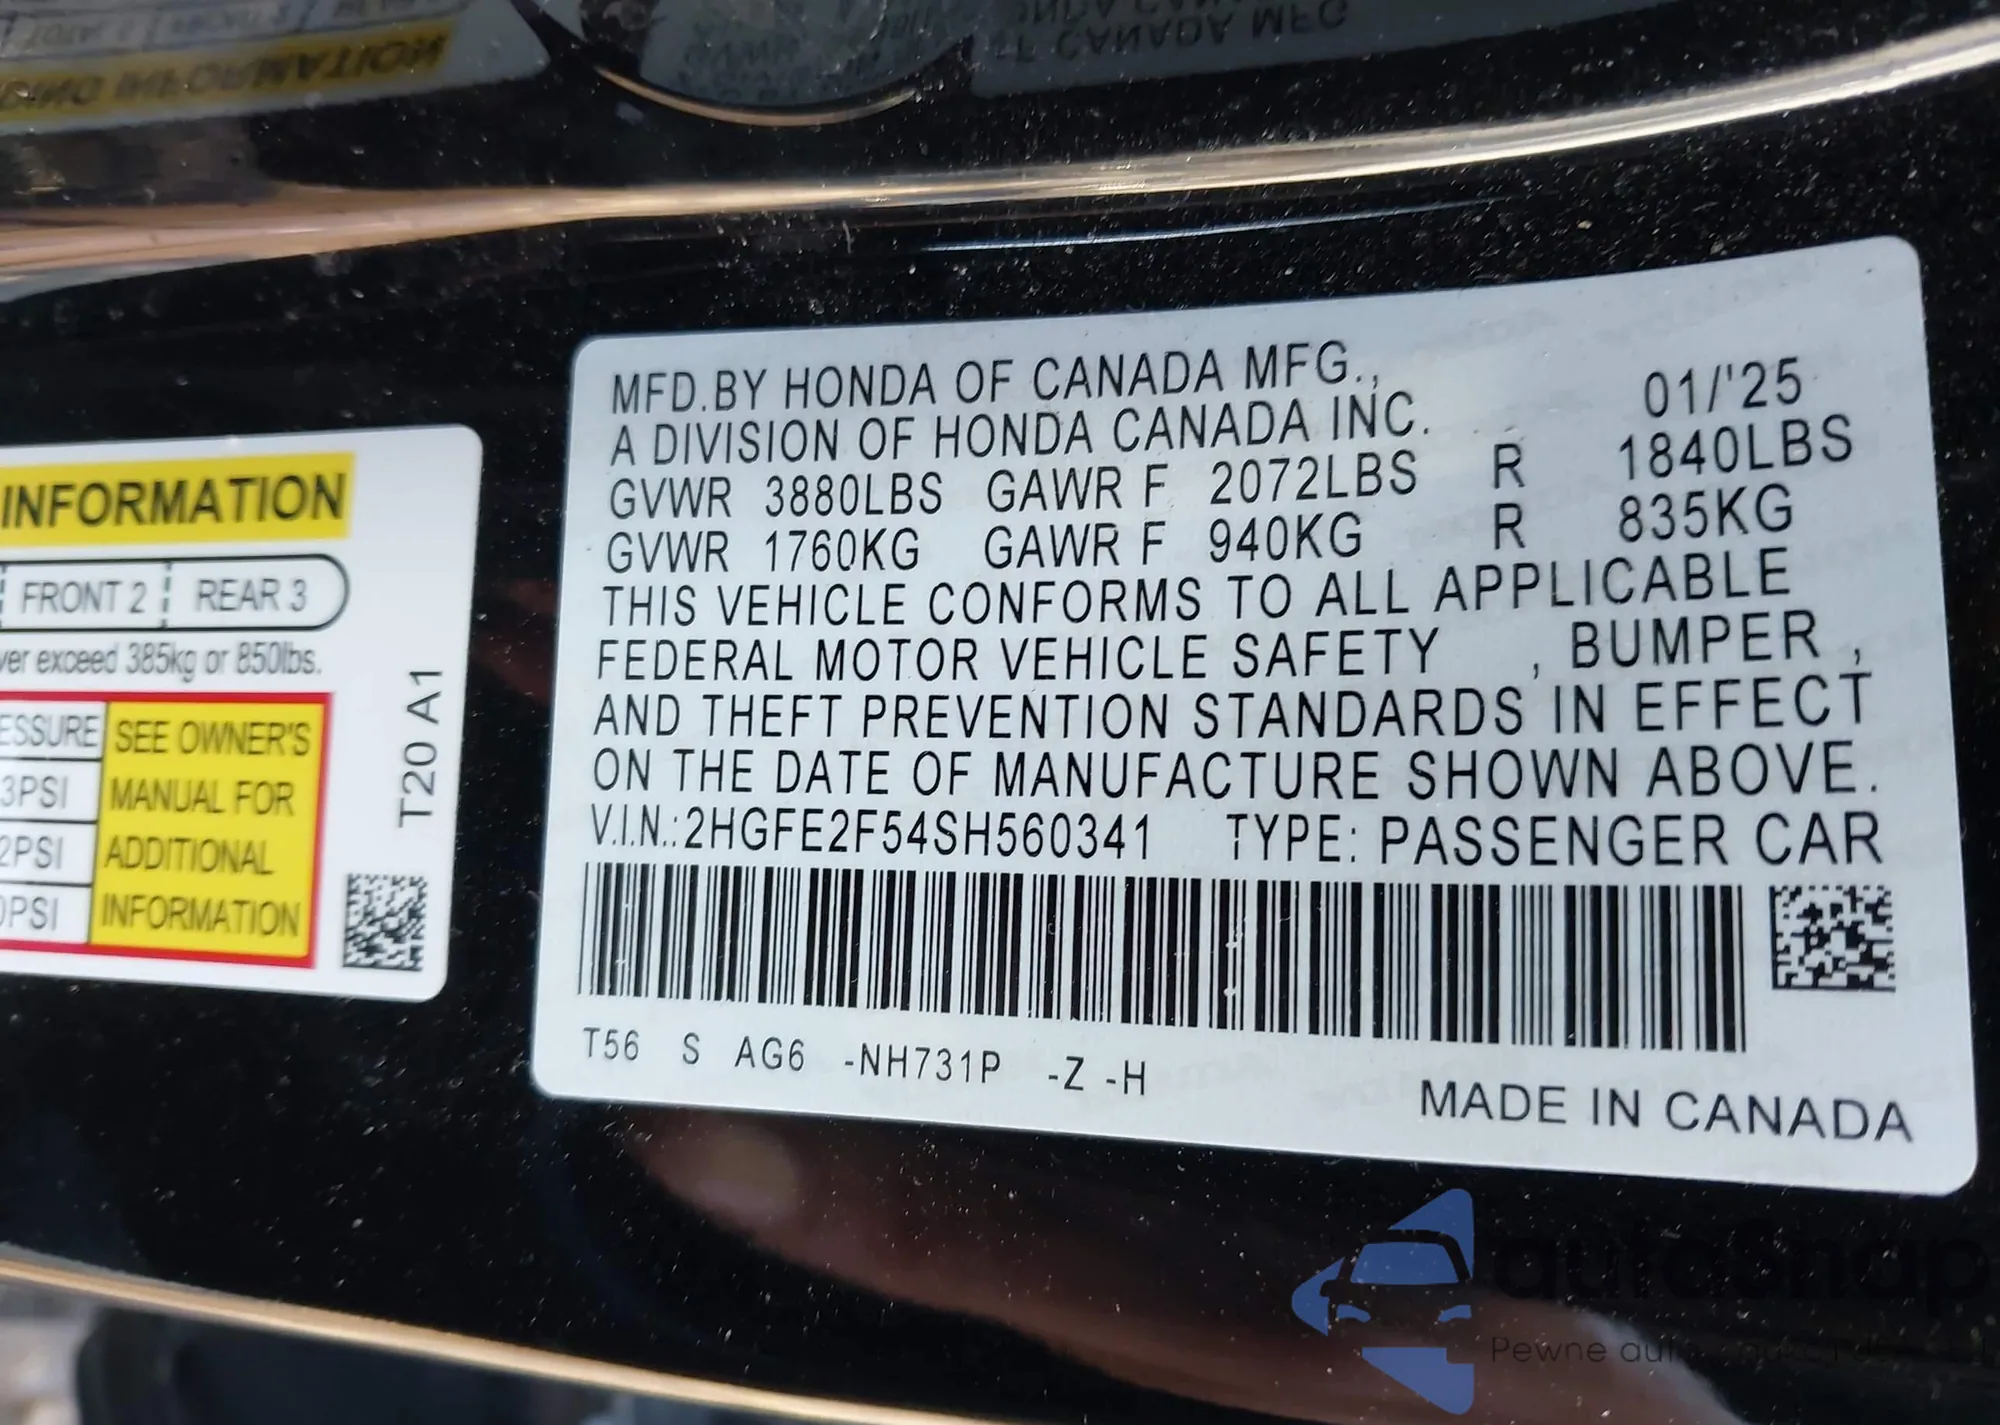 INFORMATION
FRONT 2 REAR 3
ver exceed 385kg or 850lbs.
ESSURE SEE OWNER'S
3PSI MANUAL FOR
2PSI ADDITIONAL
0PSI INFORMATION
T20 A1
MFD.BY HONDA OF CANADA MFG., 01/'25
A DIVISION OF HONDA CANADA INC.
GVWR 3880LBS GAWR F 2072LBS R 1840LBS
GVWR 1760KG GAWR F 940KG R 835KG
THIS VEHICLE CONFORMS TO ALL APPLICABLE
FEDERAL MOTOR VEHICLE SAFETY , BUMPER ,
AND THEFT PREVENTION STANDARDS IN EFFECT
ON THE DATE OF MANUFACTURE SHOWN ABOVE.
V.I.N.:2HGFE2F54SH560341 TYPE: PASSENGER CAR
T56 S AG6 -NH731P -Z -H
MADE IN CANADA
autosnap
Pewne